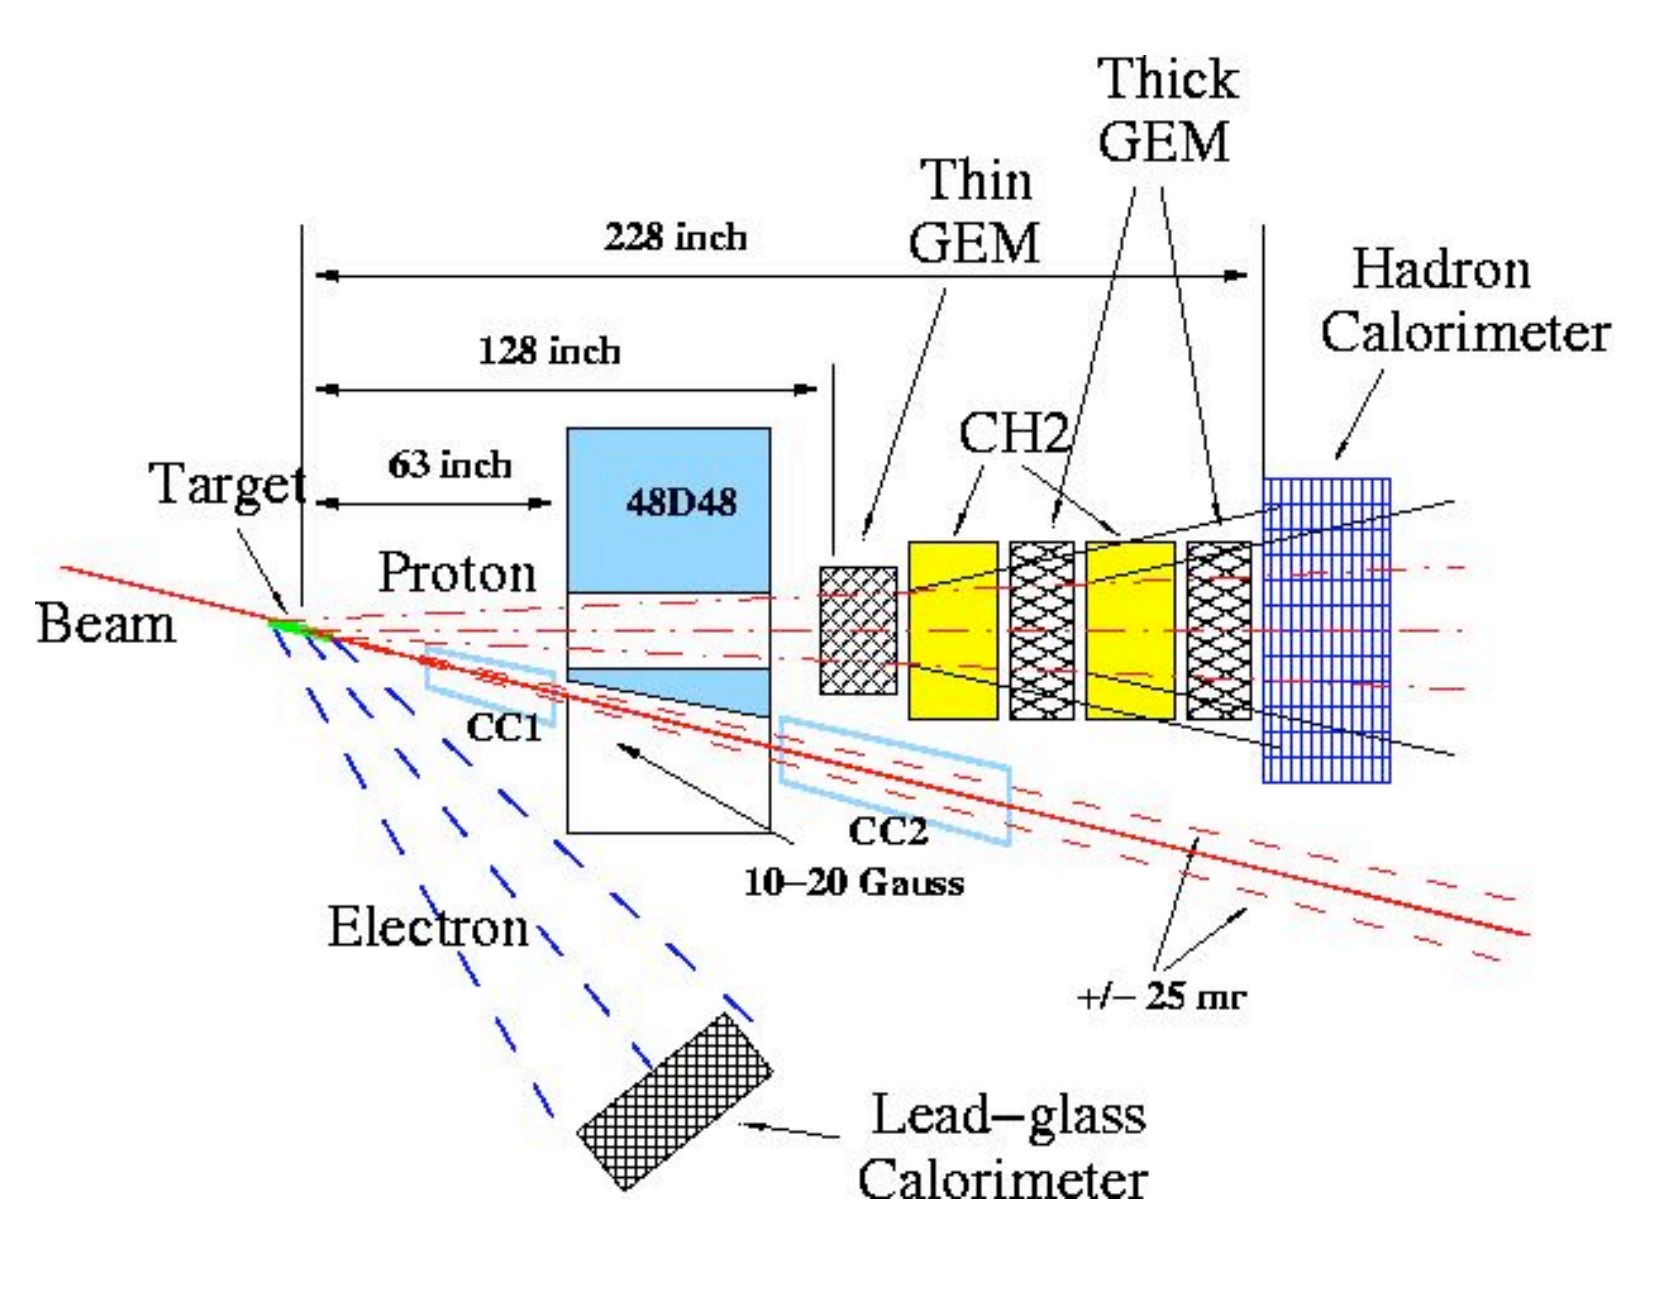 Thick
GEM
Thin
GEM
228 inch
Hadron
Calorimeter
128 inch
CH2
63 inch
Target
48D48
Proton
Beam
CC1
CC2
10–20 Gauss
Electron
+/– 25 mr
Lead–glass
Calorimeter